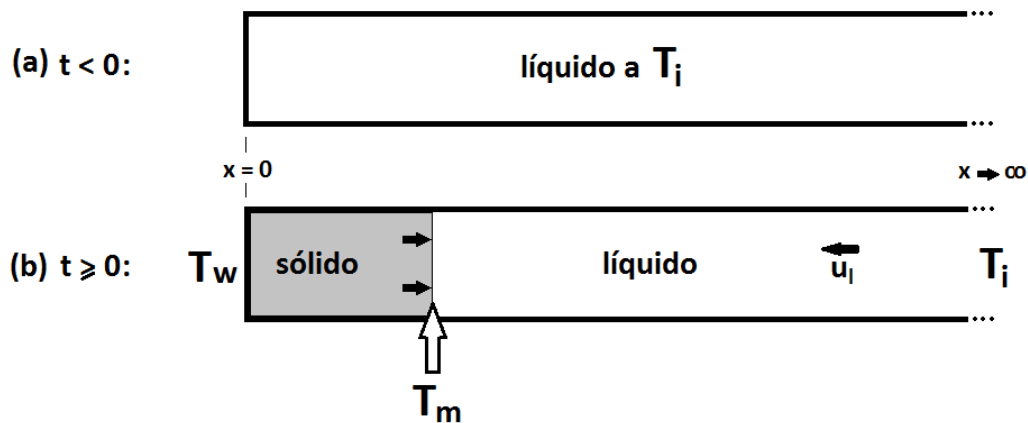 (a) t < 0: líquido a Tᵢ ...
...
x = 0 x → ∞
...
(b) t ⩾ 0: Tw sólido líquido uₗ Tᵢ
...
Tm